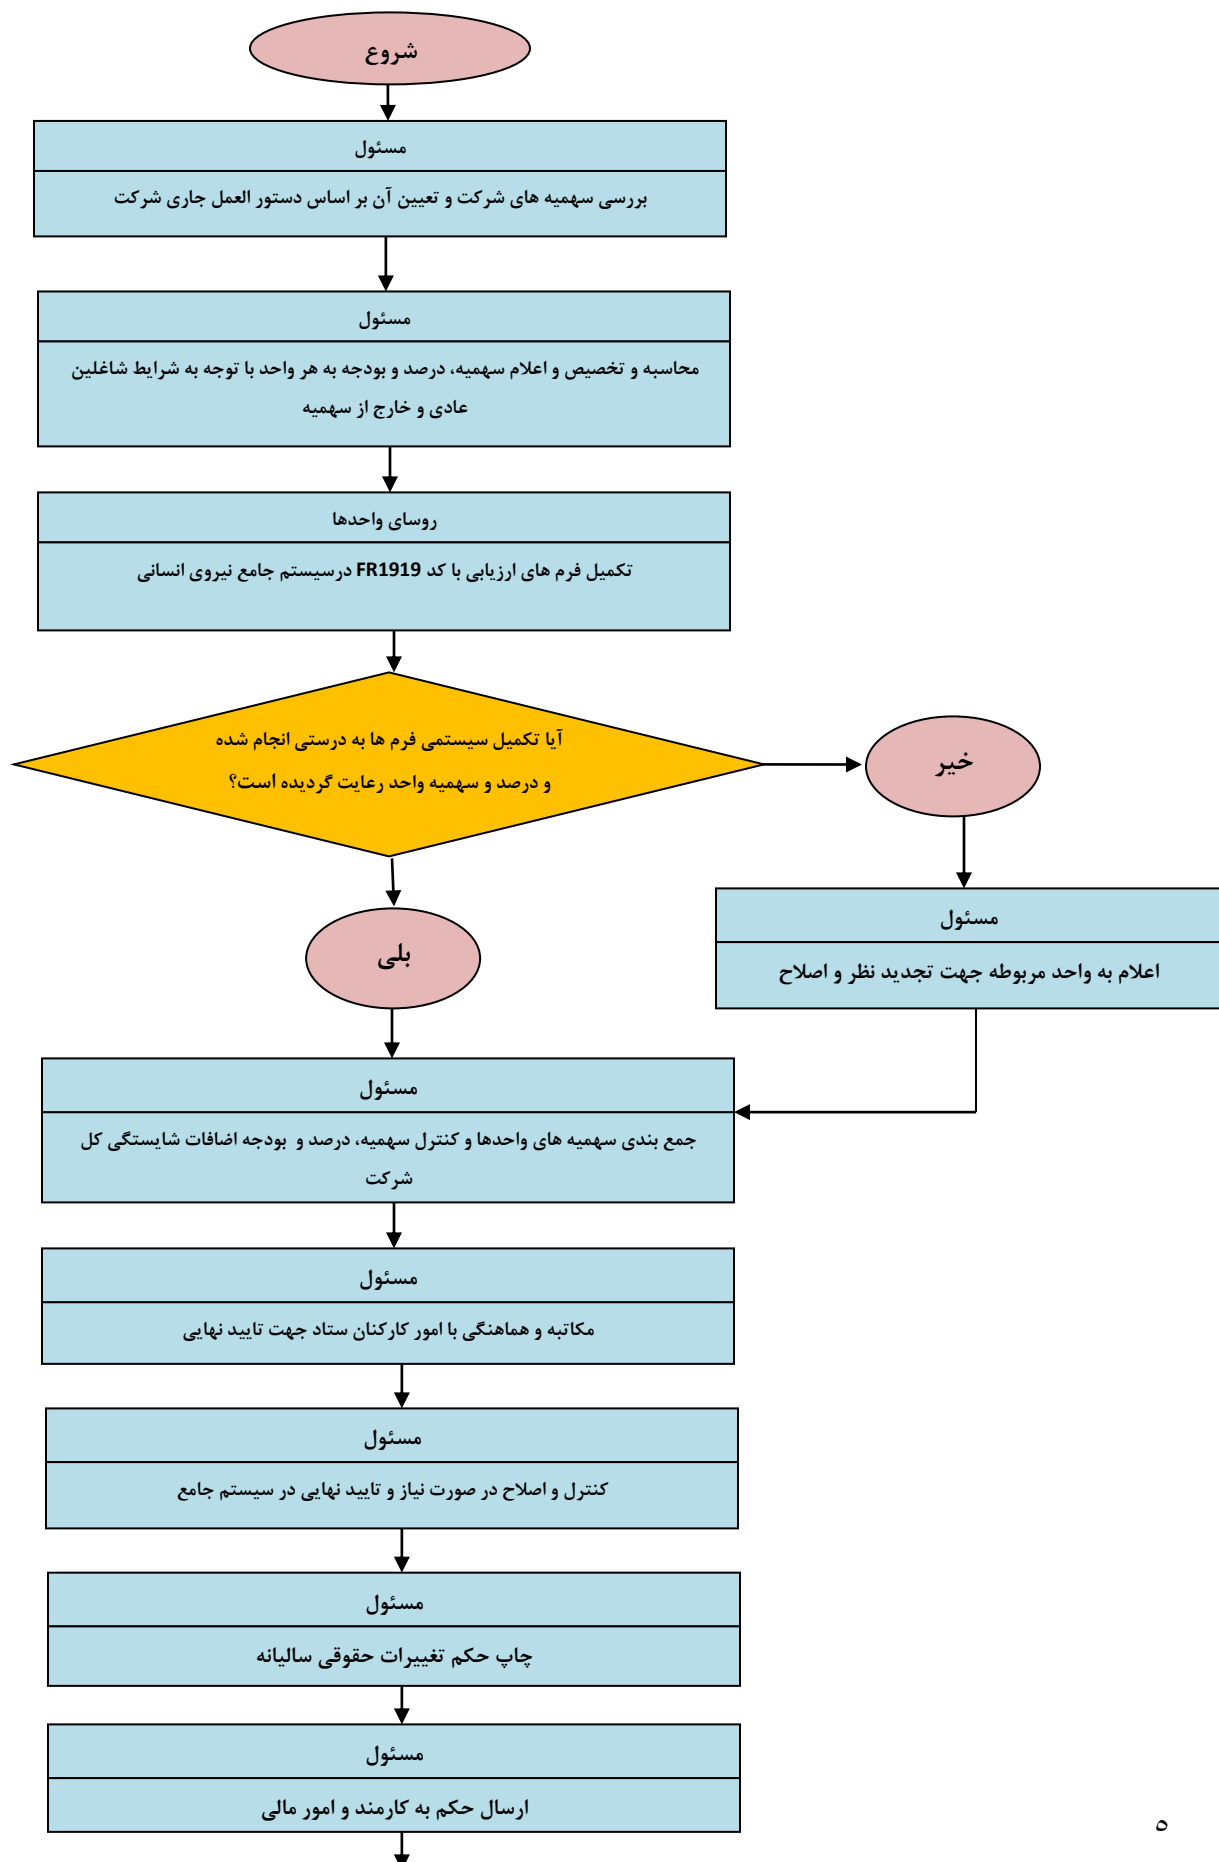 شروع
مسئول
بررسی سهمیه های شرکت و تعیین آن بر اساس دستور العمل جاری شرکت
مسئول
محاسبه و تخصیص و اعلام سهمیه، درصد و بودجه به هر واحد با توجه به شرایط شاغلین
عادی و خارج از سهمیه
روسای واحدها
تکمیل فرم های ارزیابی با کد FR1919 درسیستم جامع نیروی انسانی
آیا تکمیل سیستمی فرم ها به درستی انجام شده
و درصد و سهمیه واحد رعایت گردیده است؟
خیر
مسئول
اعلام به واحد مربوطه جهت تجدید نظر و اصلاح
بلی
مسئول
جمع بندی سهمیه های واحدها و کنترل سهمیه، درصد و بودجه اضافات شایستگی کل
شرکت
مسئول
مکاتبه و هماهنگی با امور کارکنان ستاد جهت تایید نهایی
مسئول
کنترل و اصلاح در صورت نیاز و تایید نهایی در سیستم جامع
مسئول
چاپ حکم تغییرات حقوقی سالیانه
مسئول
ارسال حکم به کارمند و امور مالی
۵